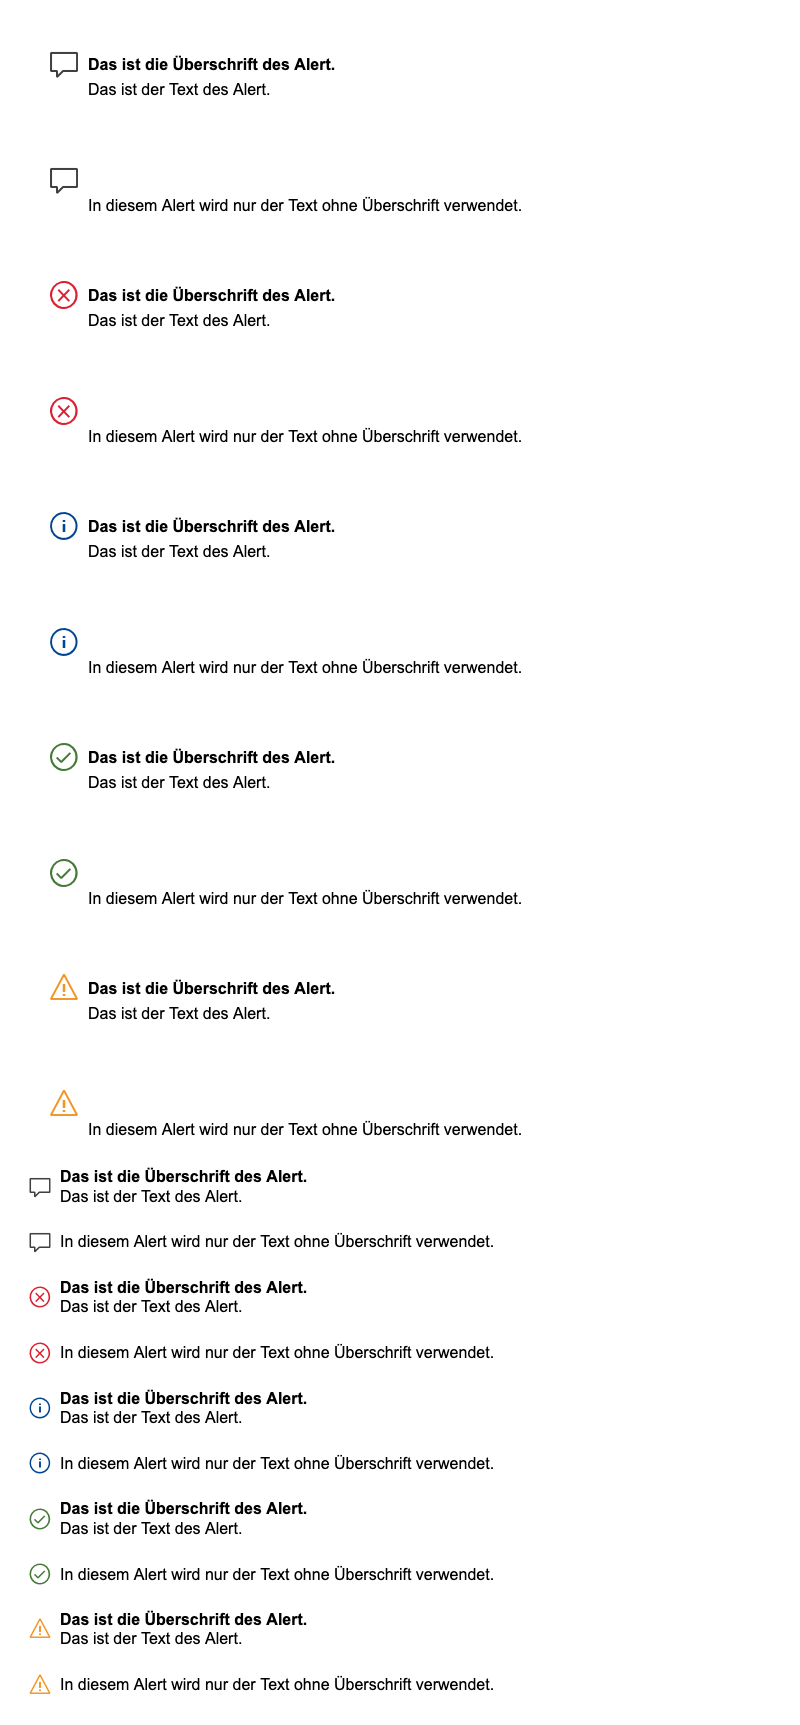 Das ist die Überschrift des Alert.
Das ist der Text des Alert.
In diesem Alert wird nur der Text ohne Überschrift verwendet.
Das ist die Überschrift des Alert.
Das ist der Text des Alert.
In diesem Alert wird nur der Text ohne Überschrift verwendet.
Das ist die Überschrift des Alert.
Das ist der Text des Alert.
In diesem Alert wird nur der Text ohne Überschrift verwendet.
Das ist die Überschrift des Alert.
Das ist der Text des Alert.
In diesem Alert wird nur der Text ohne Überschrift verwendet.
Das ist die Überschrift des Alert.
Das ist der Text des Alert.
In diesem Alert wird nur der Text ohne Überschrift verwendet.
Das ist die Überschrift des Alert.
Das ist der Text des Alert.
In diesem Alert wird nur der Text ohne Überschrift verwendet.
Das ist die Überschrift des Alert.
Das ist der Text des Alert.
In diesem Alert wird nur der Text ohne Überschrift verwendet.
Das ist die Überschrift des Alert.
Das ist der Text des Alert.
In diesem Alert wird nur der Text ohne Überschrift verwendet.
Das ist die Überschrift des Alert.
Das ist der Text des Alert.
In diesem Alert wird nur der Text ohne Überschrift verwendet.
Das ist die Überschrift des Alert.
Das ist der Text des Alert.
In diesem Alert wird nur der Text ohne Überschrift verwendet.